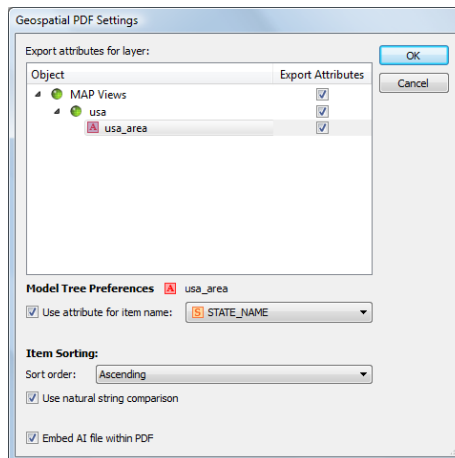 Geospatial PDF Settings
Export attributes for layer:
OK
Object Export Attributes
Cancel
MAP Views
usa
A usa_area
Model Tree Preferences A usa_area
Use attribute for item name: S STATE_NAME
Item Sorting:
Sort order: Ascending
Use natural string comparison
Embed AI file within PDF